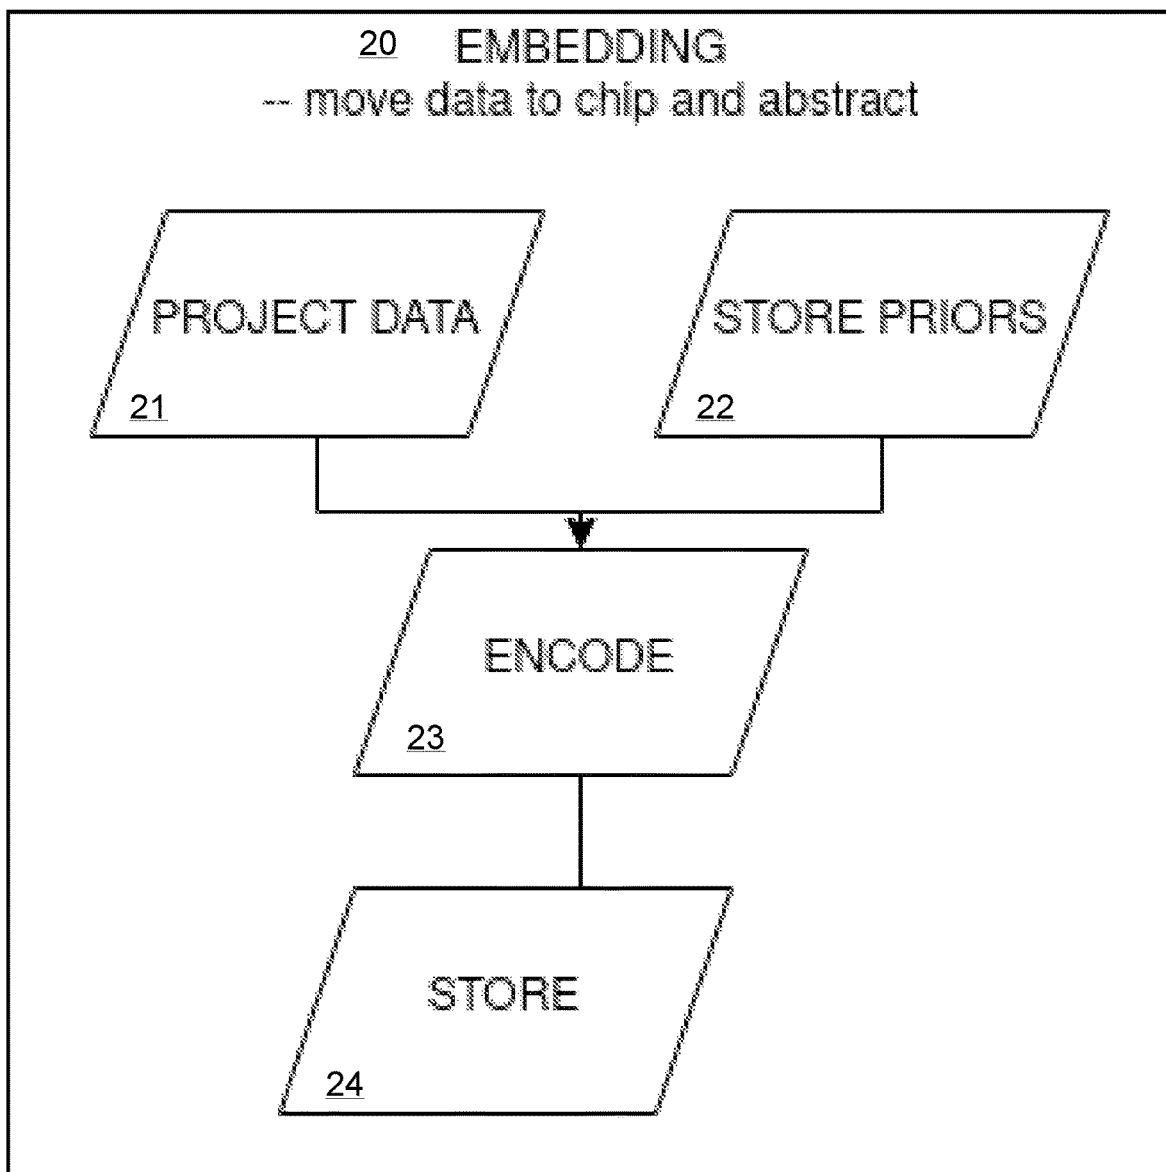 20 EMBEDDING
-- move data to chip and abstract
PROJECT DATA
21
STORE PRIORS
22
ENCODE
23
STORE
24